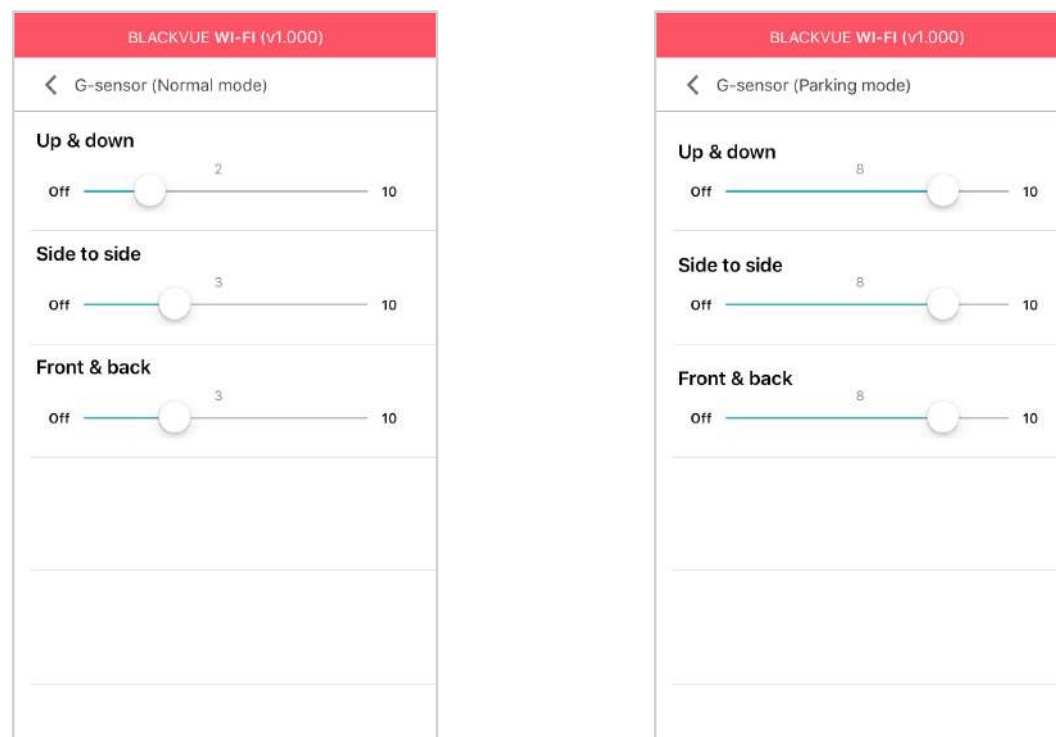 BLACKVUE WI-FI (v1.000)
G-sensor (Normal mode)
Up & down
2
Off 10
Side to side
3
Off 10
Front & back
3
Off 10
BLACKVUE WI-FI (v1.000)
G-sensor (Parking mode)
Up & down
8
Off 10
Side to side
8
Off 10
Front & back
8
Off 10